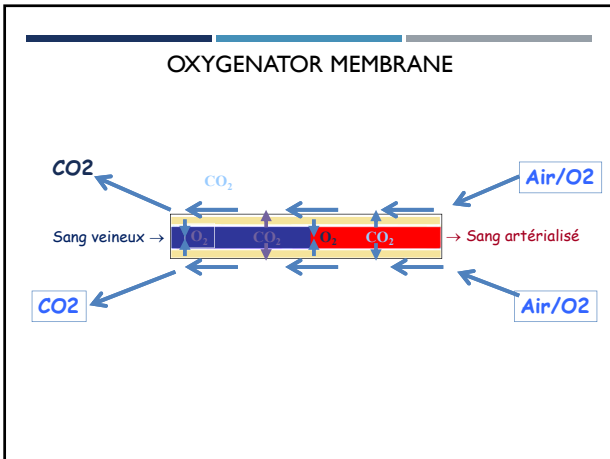 OXYGENATOR MEMBRANE
CO2
CO₂
Air/O2
Sang veineux → O₂ CO₂ O₂ CO₂ → Sang artérialisé
CO2
Air/O2